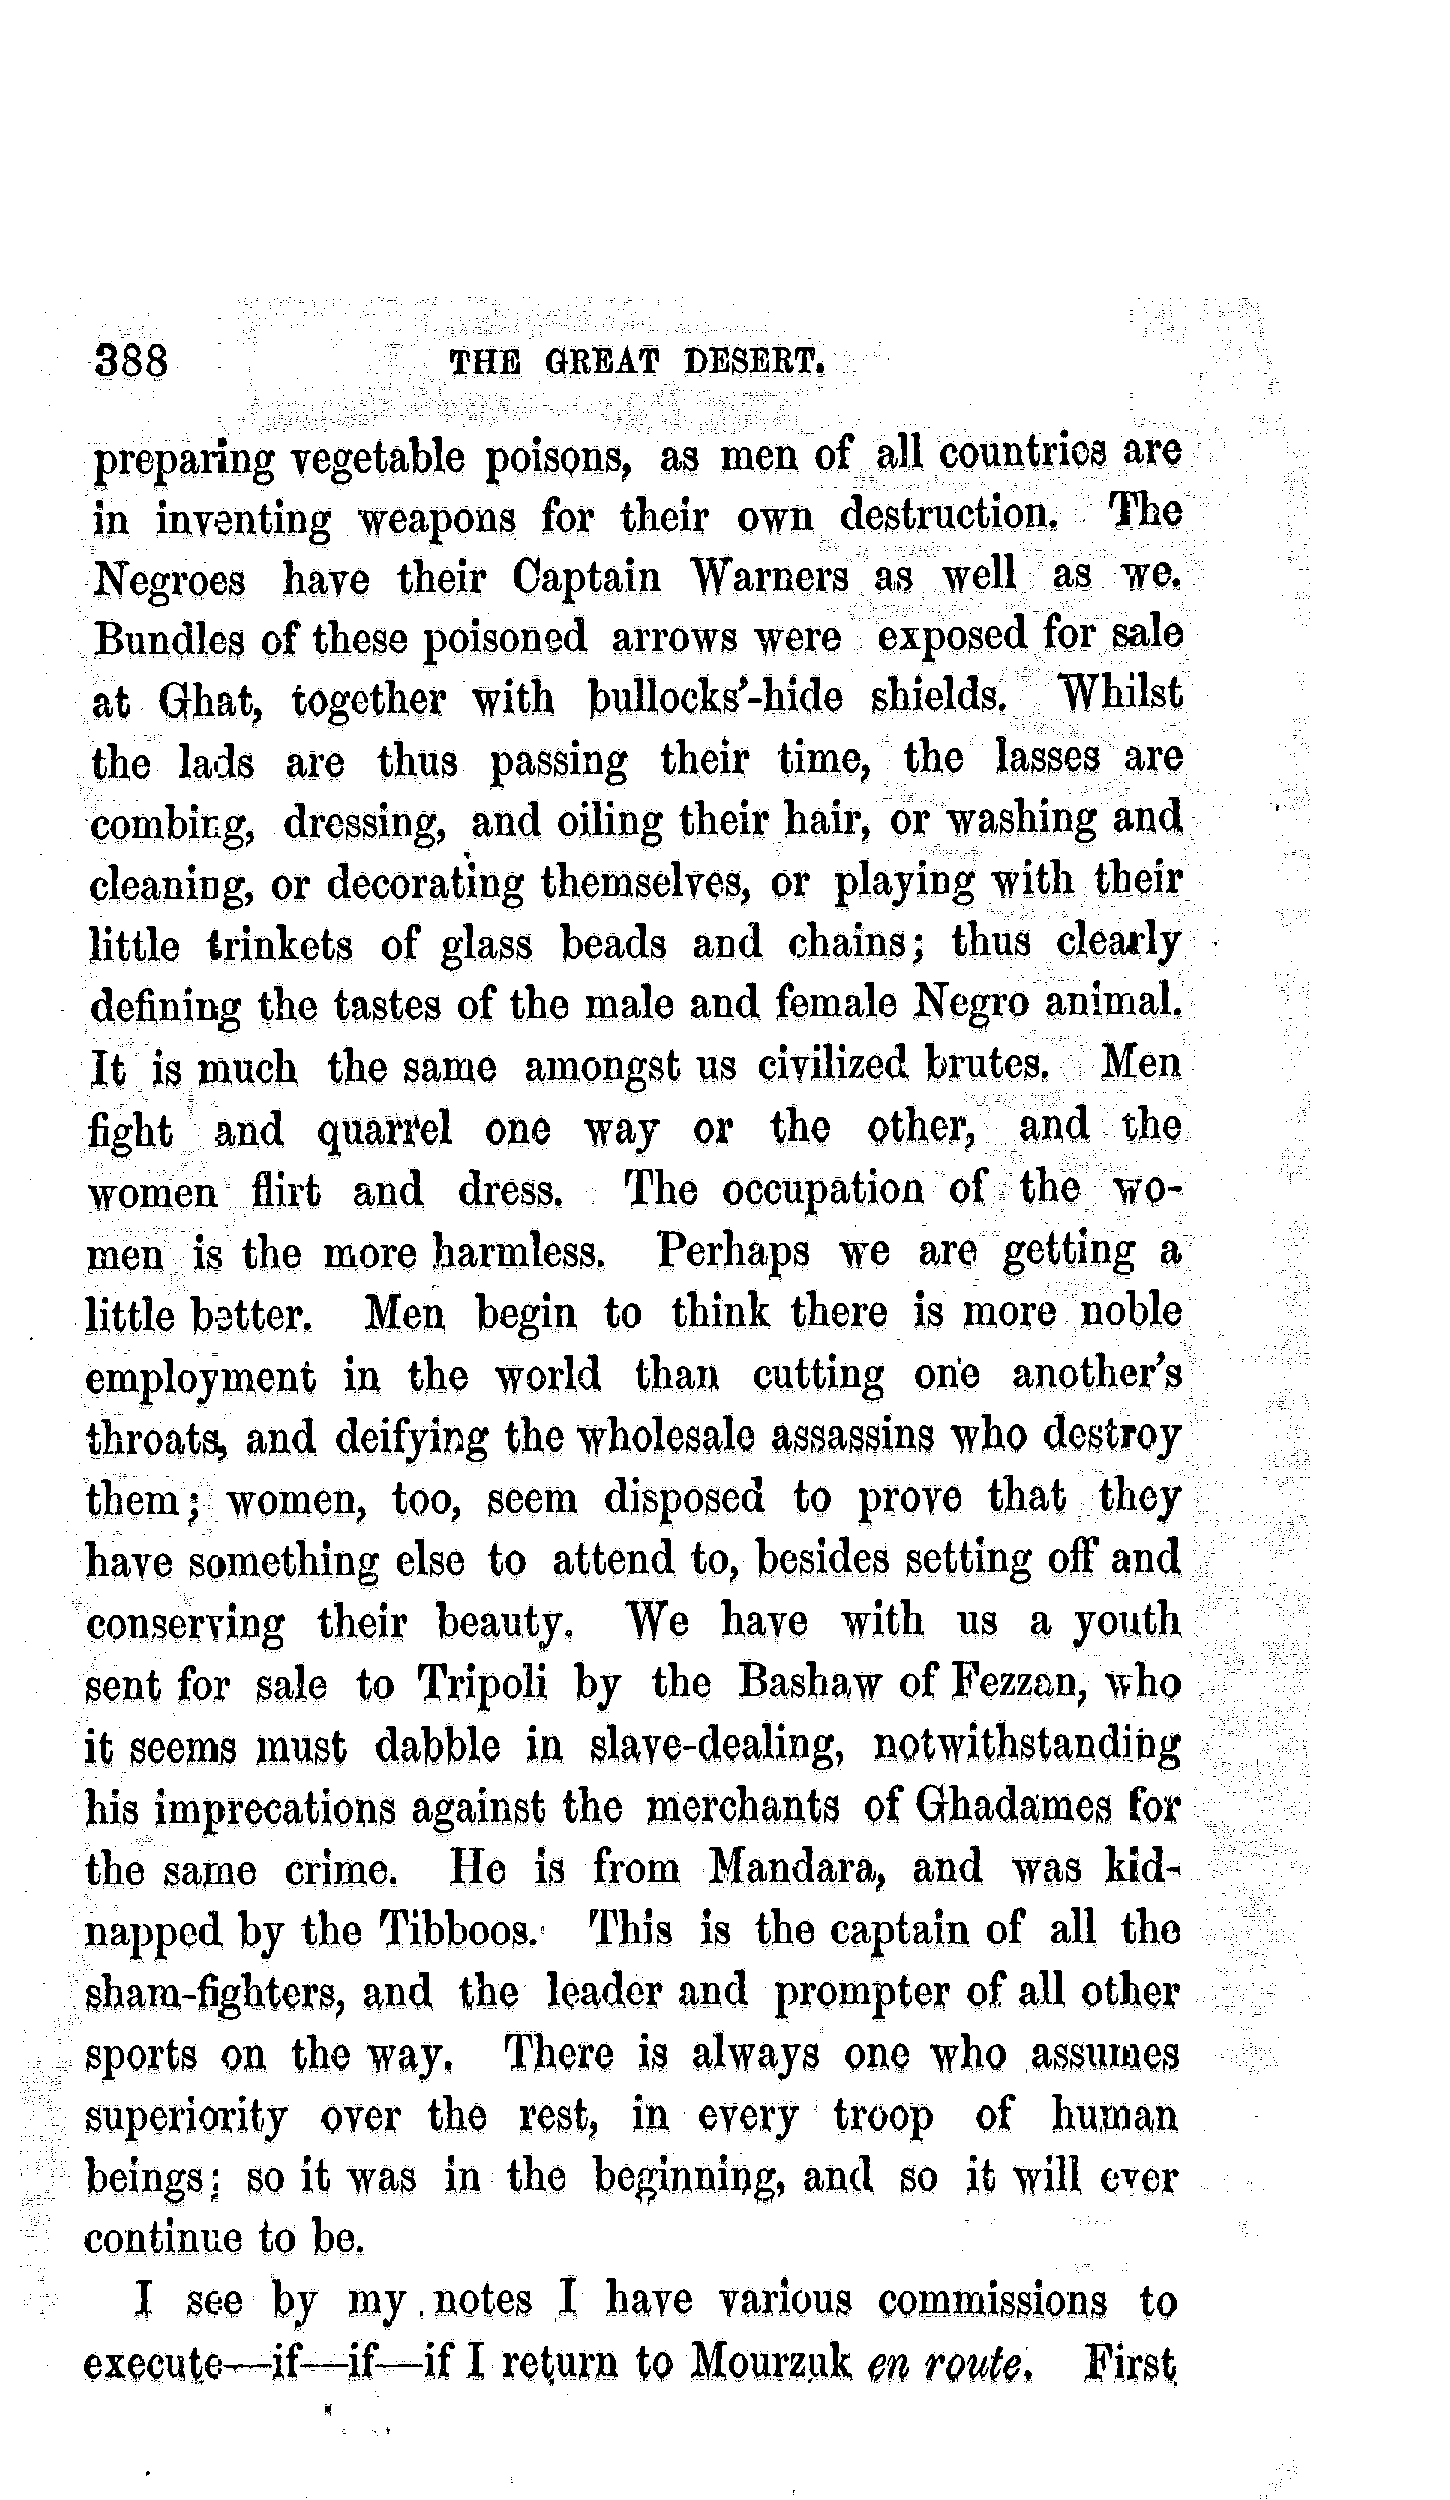 388 THE GREAT DESERT.
preparing vegetable poisons, as men of all countries are
in inventing weapons for their own destruction. The
Negroes have their Captain Warners as well as we.
Bundles of these poisoned arrows were exposed for sale
at Ghat, together with bullocks'-hide shields. Whilst
the lads are thus passing their time, the lasses are
combing, dressing, and oiling their hair, or washing and
cleaning, or decorating themselves, or playing with their
little trinkets of glass beads and chains; thus clearly
defining the tastes of the male and female Negro animal.
It is much the same amongst us civilized brutes. Men
fight and quarrel one way or the other, and the
women flirt and dress. The occupation of the wo-
men is the more harmless. Perhaps we are getting a
little better. Men begin to think there is more noble
employment in the world than cutting one another's
throats, and deifying the wholesale assassins who destroy
them; women, too, seem disposed to prove that they
have something else to attend to, besides setting off and
conserving their beauty. We have with us a youth
sent for sale to Tripoli by the Bashaw of Fezzan, who
it seems must dabble in slave-dealing, notwithstanding
his imprecations against the merchants of Ghadames for
the same crime. He is from Mandara, and was kid-
napped by the Tibboos. This is the captain of all the
sham-fighters, and the leader and prompter of all other
sports on the way. There is always one who assumes
superiority over the rest, in every troop of human
beings; so it was in the beginning, and so it will ever
continue to be.
I see by my notes I have various commissions to
execute—if—if—if I return to Mourzuk en route. First